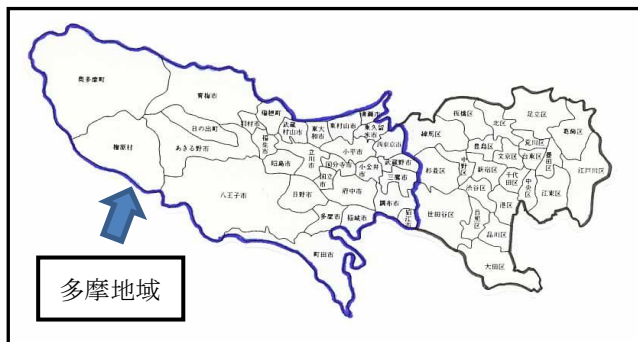 奥多摩町
青梅市
瑞穂町
羽村市
武蔵村山市
東大和市
東村山市
清瀬市
東久留米市
西東京市
日の出町
檜原村
あきる野市
福生市
昭島市
立川市
小平市
国分寺市
小金井市
武蔵野市
三鷹市
国立市
府中市
調布市
狛江市
八王子市
日野市
多摩市
稲城市
町田市
板橋区
北区
足立区
葛飾区
練馬区
豊島区
荒川区
文京区
台東区
墨田区
江戸川区
中野区
杉並区
新宿区
千代田区
中央区
江東区
渋谷区
港区
世田谷区
目黒区
品川区
大田区
多摩地域